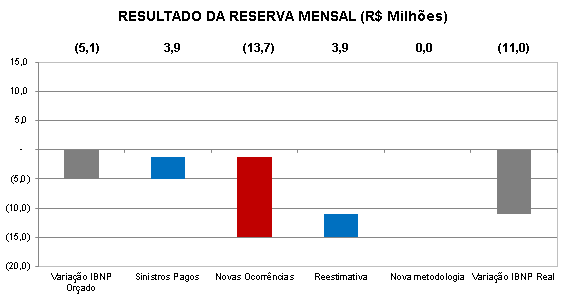 RESULTADO DA RESERVA MENSAL (R$ Milhões)
(5,1) 3,9 (13,7) 3,9 0,0 (11,0)
15,0
10,0
5,0
-
(5,0)
(10,0)
(15,0)
(20,0)
Variação IBNP Sinistros Pagos Novas Ocorrências Reestimativa Nova metodologia Variação IBNP Real
Orçado